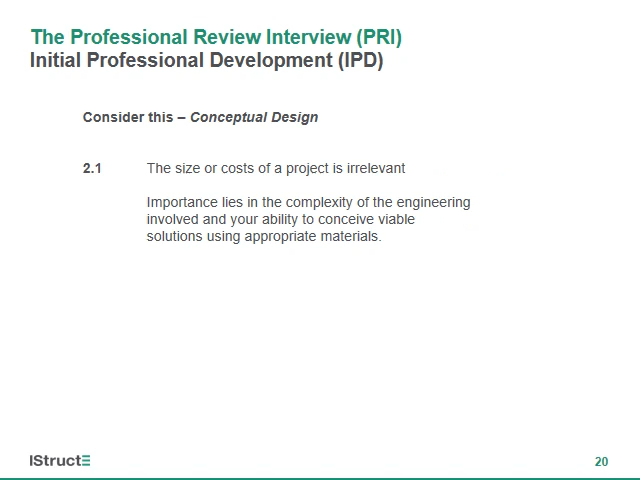 The Professional Review Interview (PRI)
Initial Professional Development (IPD)
Consider this – Conceptual Design
2.1 The size or costs of a project is irrelevant
Importance lies in the complexity of the engineering
involved and your ability to conceive viable
solutions using appropriate materials.
IStructE
20